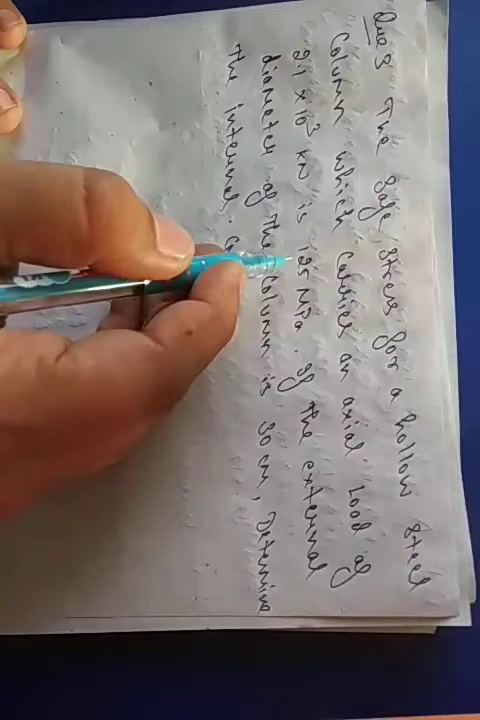 Que 3 The safe stress for a hollow steel
Column which carries an axial Load of
2.1 x 10³ kN is 125 MPa. If the external
diameter of the column is 30 cm, Determine
the internal